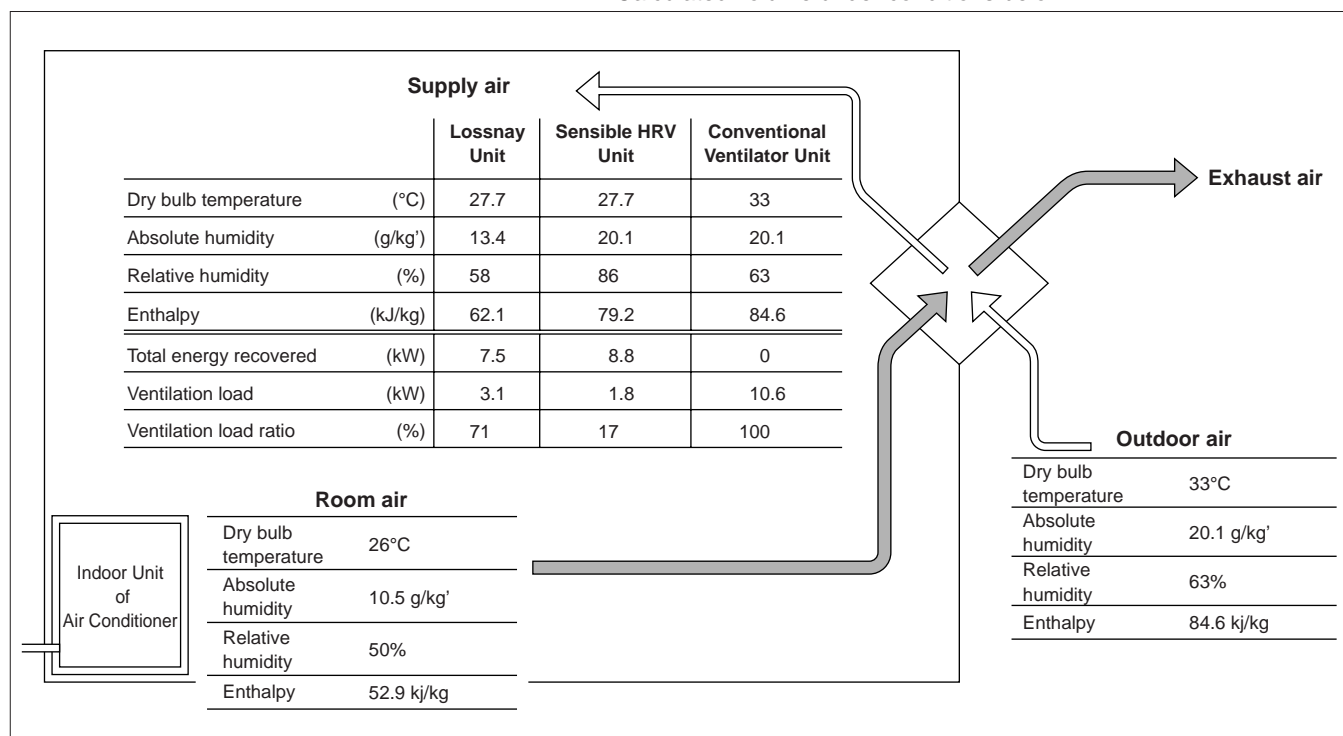 Supply air
Lossnay Unit Sensible HRV Unit Conventional Ventilator Unit
Dry bulb temperature (°C) 27.7 27.7 33
Absolute humidity (g/kg’) 13.4 20.1 20.1
Relative humidity (%) 58 86 63
Enthalpy (kJ/kg) 62.1 79.2 84.6
Total energy recovered (kW) 7.5 8.8 0
Ventilation load (kW) 3.1 1.8 10.6
Ventilation load ratio (%) 71 17 100
Exhaust air
Outdoor air
Dry bulb temperature 33°C
Absolute humidity 20.1 g/kg’
Relative humidity 63%
Enthalpy 84.6 kj/kg
Room air
Dry bulb temperature 26°C
Absolute humidity 10.5 g/kg’
Relative humidity 50%
Enthalpy 52.9 kj/kg
Indoor Unit
of
Air Conditioner